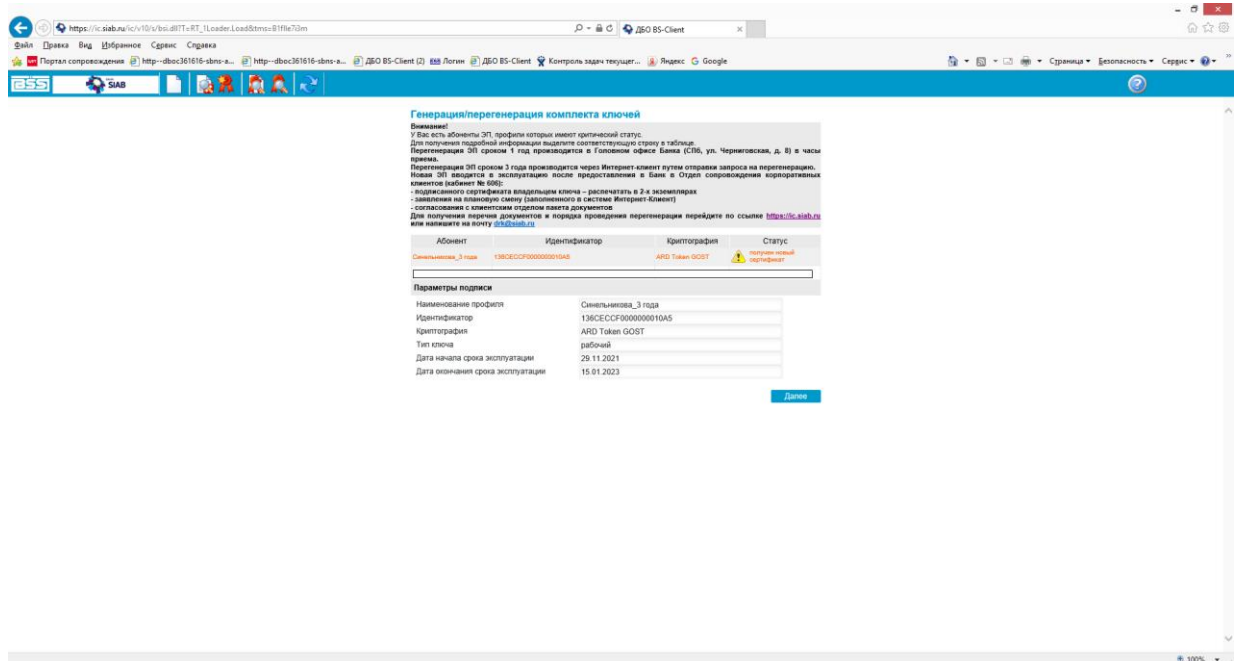 https://ic.siab.ru/ic/v10/s/bsi.dll?T=RT_1Loader.Load&tms=
ДБО BS-Client
Файл Правка Вид Избранное Сервис Справка
Портал сопровождения http--dboc361616-sbns-a... http--dboc361616-sbns-a... ДБО BS-Client (2) Логин ДБО BS-Client Контроль задач текущег... Яндекс Google
Страница Безопасность Сервис
BSS SIAB
Генерация/перегенерация комплекта ключей
Внимание!
У Вас есть абоненты ЭП, профили которых имеют критический статус.
Для получения подробной информации выделите соответствующую строку в таблице.
Перегенерация ЭП сроком 1 год производится в Головном офисе Банка (СПб, ул. Черниговская, д. 8) в часы
приема.
Перегенерация ЭП сроком 3 года производится через Интернет-клиент путем отправки запроса на перегенерацию.
Новая ЭП вводится в эксплуатацию после предоставления в Банк в Отдел сопровождения корпоративных
клиентов (кабинет № 606):
- подписанного сертификата владельцем ключа – распечатать в 2-х экземплярах
- заявления на плановую смену (заполненного в системе Интернет-Клиент)
- согласования с клиентским отделом пакета документов
Для получения перечня документов и порядка проведения перегенерации перейдите по ссылке https://ic.siab.ru
или напишите на почту drk@siab.ru
Абонент Идентификатор Криптография Статус
Синельникова_3 года 136CECCF0000000010A5 ARD Token GOST получен новый
сертификат
Параметры подписи
Наименование профиля Синельникова_3 года
Идентификатор 136CECCF0000000010A5
Криптография ARD Token GOST
Тип ключа рабочий
Дата начала срока эксплуатации 29.11.2021
Дата окончания срока эксплуатации 15.01.2023
Далее
100%